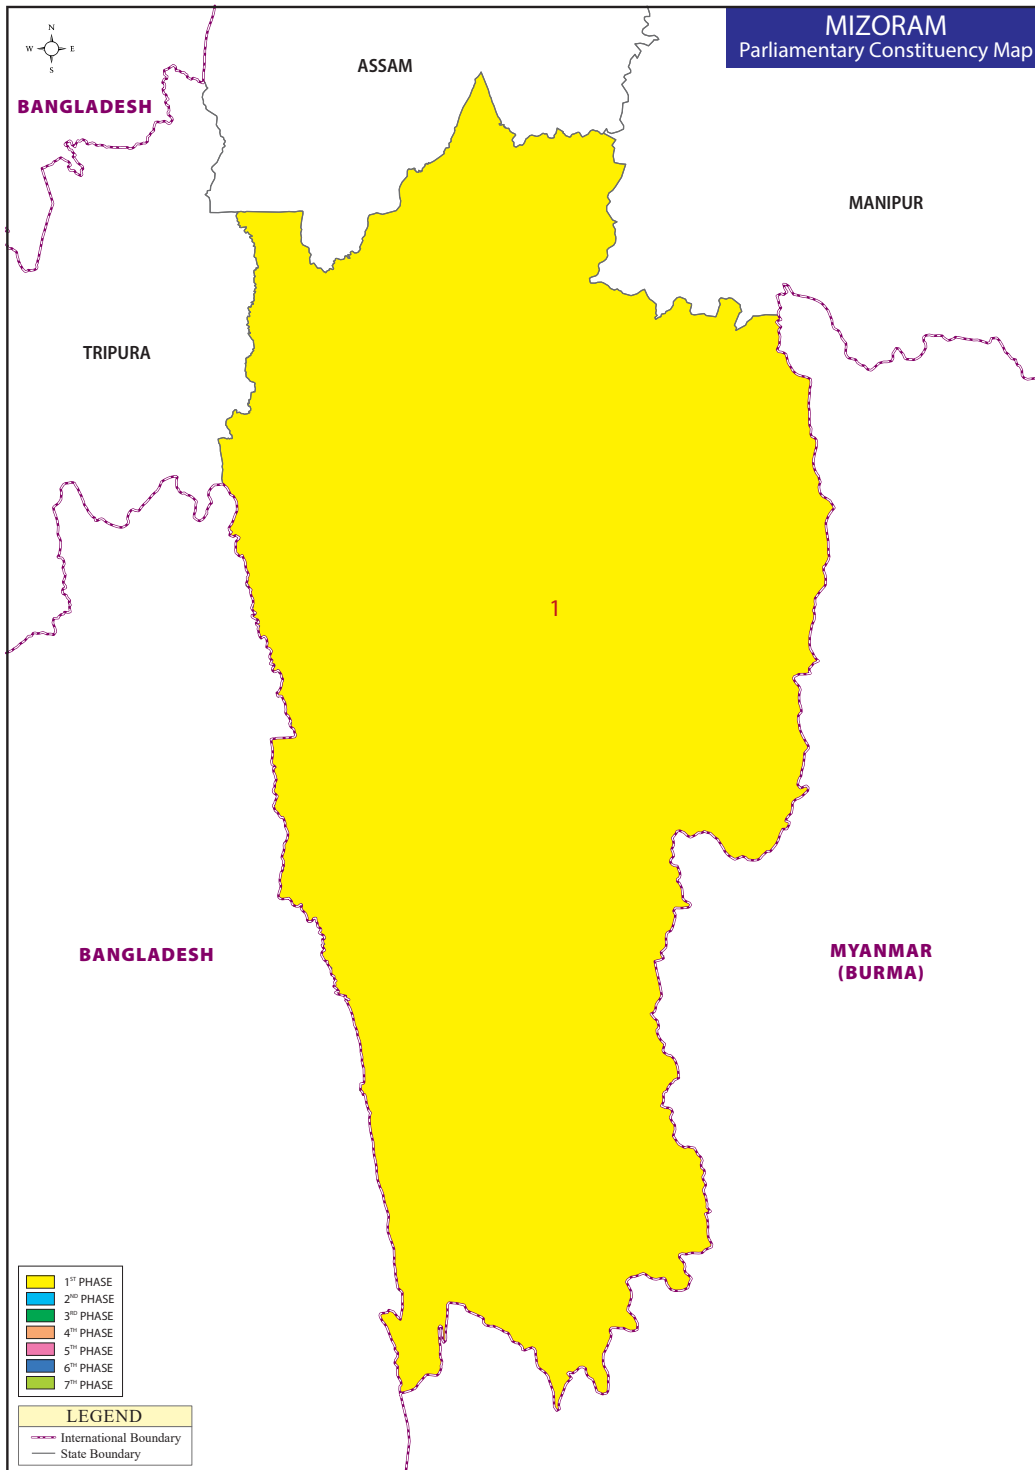 MIZORAM
Parliamentary Constituency Map
N
W E
S
ASSAM
BANGLADESH
MANIPUR
TRIPURA
1
BANGLADESH
MYANMAR
(BURMA)
1ST PHASE
2ND PHASE
3RD PHASE
4TH PHASE
5TH PHASE
6TH PHASE
7TH PHASE
LEGEND
International Boundary
State Boundary